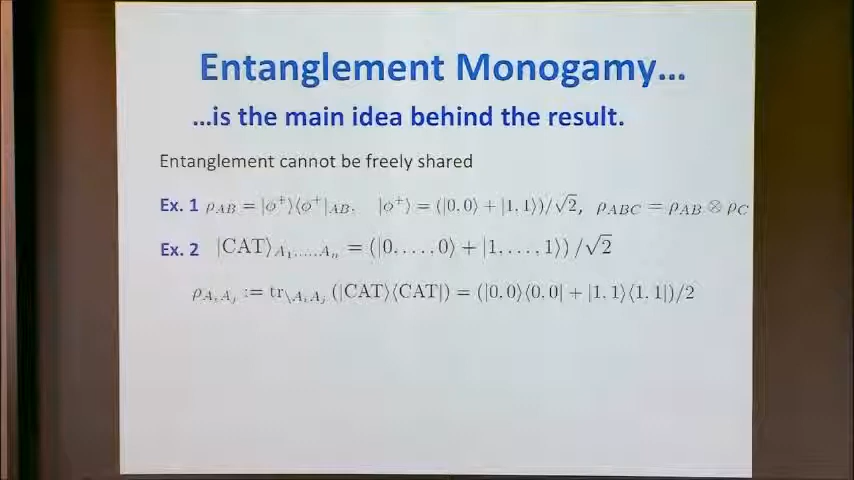 Entanglement Monogamy…
…is the main idea behind the result.
Entanglement cannot be freely shared
Ex. 1 ρ_{AB} = |ϕ⁺⟩⟨ϕ⁺|_{AB}, |ϕ⁺⟩ = (|0, 0⟩ + |1, 1⟩)/√2, ρ_{ABC} = ρ_{AB} ⊗ ρ_C
Ex. 2 |CAT⟩_{A₁,...,Aₙ} = (|0, . . . , 0⟩ + |1, . . . , 1⟩) /√2
ρ_{A_iA_j} := tr_{\A_iA_j} (|CAT⟩⟨CAT|) = (|0, 0⟩⟨0, 0| + |1, 1⟩⟨1, 1|)/2